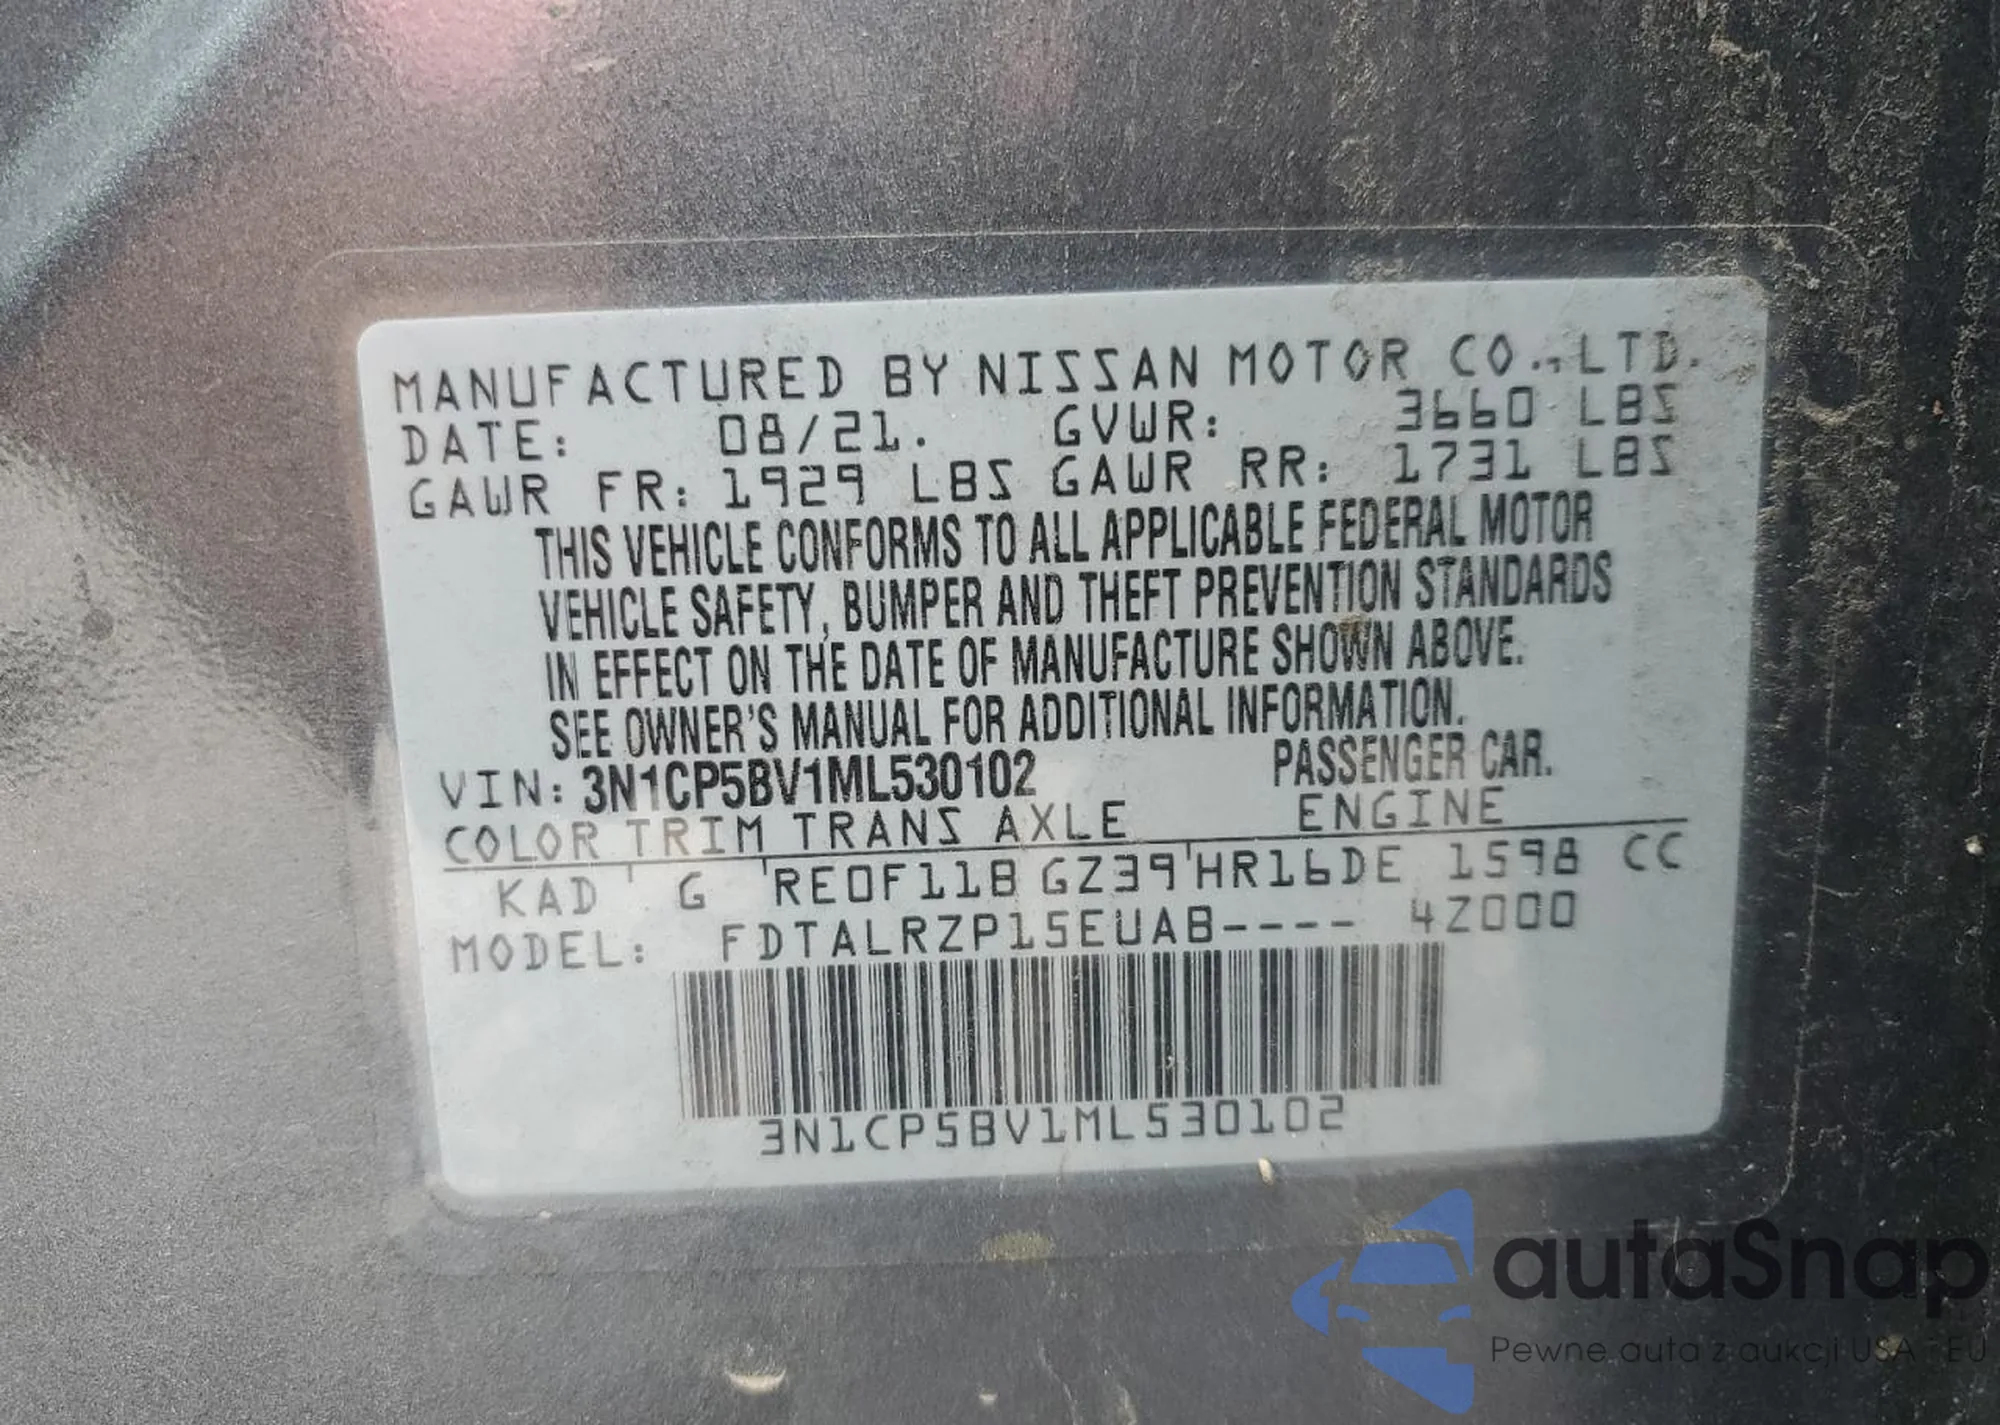 MANUFACTURED BY NISSAN MOTOR CO.,LTD.
DATE: 08/21. GVWR: 3660 LBS
GAWR FR: 1929 LBS GAWR RR: 1731 LBS
THIS VEHICLE CONFORMS TO ALL APPLICABLE FEDERAL MOTOR
VEHICLE SAFETY, BUMPER AND THEFT PREVENTION STANDARDS
IN EFFECT ON THE DATE OF MANUFACTURE SHOWN ABOVE.
SEE OWNER'S MANUAL FOR ADDITIONAL INFORMATION.
VIN: 3N1CP5BV1ML530102 PASSENGER CAR.
COLOR TRIM TRANS AXLE ENGINE
KAD G RE0F11B GZ39 HR16DE 1598 CC
MODEL: FDTALRZP15EUAB---- 4Z000
3N1CP5BV1ML530102
autaSnap
Pewne auta z aukcji USA i EU